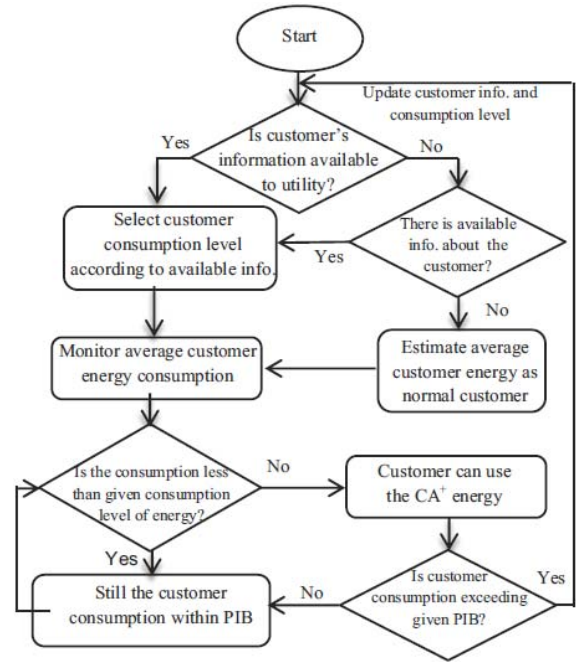 Start
Update customer info. and
consumption level
Is customer's
information available
to utility?
Yes
No
Select customer
consumption level
according to available info.
There is available
info. about the
customer?
Yes
No
Monitor average customer
energy consumption
Estimate average
customer energy as
normal customer
Is the consumption less
than given consumption
level of energy?
No
Customer can use
the CA⁺ energy
Yes
Still the customer
consumption within PIB
No
Is customer
consumption exceeding
given PIB?
Yes